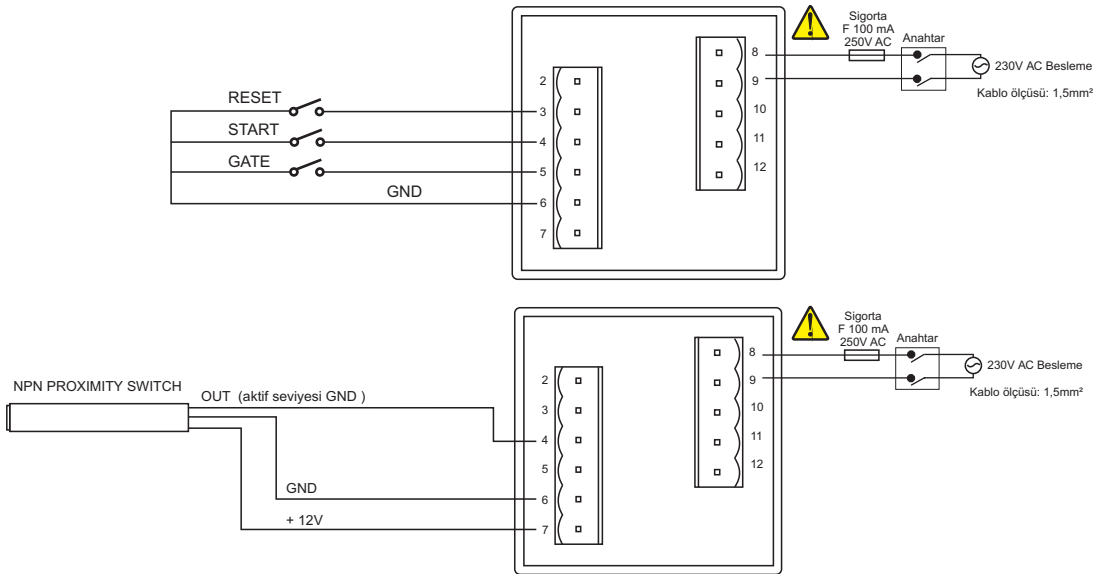 Sigorta
F 100 mA
250V AC
Anahtar
230V AC Besleme
Kablo ölçüsü: 1,5mm²
RESET
START
GATE
GND
2
3
4
5
6
7
8
9
10
11
12
Sigorta
F 100 mA
250V AC
Anahtar
230V AC Besleme
Kablo ölçüsü: 1,5mm²
NPN PROXIMITY SWITCH
OUT (aktif seviyesi GND )
GND
+ 12V
2
3
4
5
6
7
8
9
10
11
12